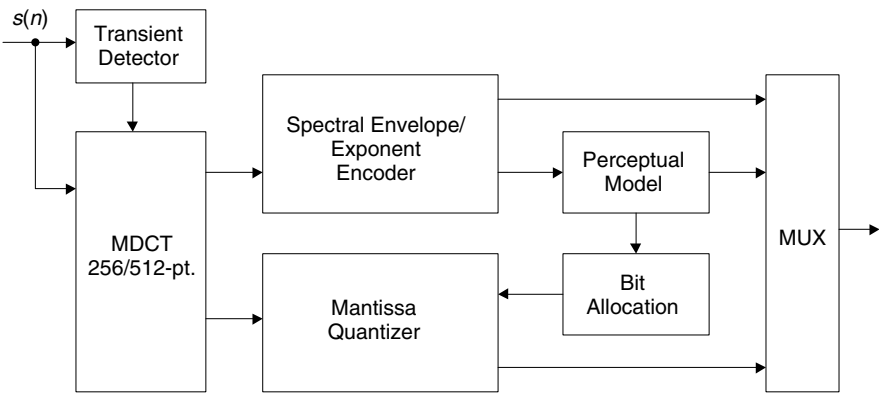 s(n)
Transient
Detector
MDCT
256/512-pt.
Spectral Envelope/
Exponent
Encoder
Perceptual
Model
Mantissa
Quantizer
Bit
Allocation
MUX